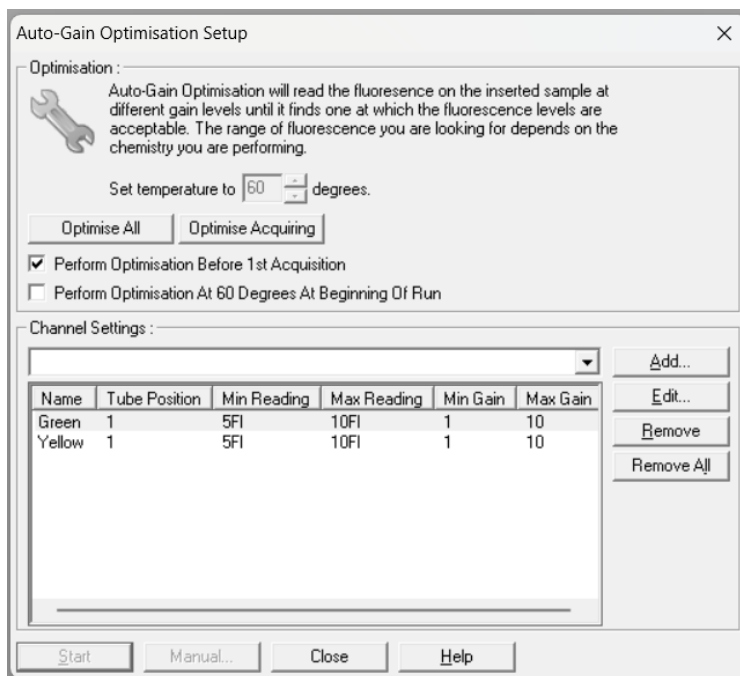 Auto-Gain Optimisation Setup
Optimisation :
Auto-Gain Optimisation will read the fluoresence on the inserted sample at
different gain levels until it finds one at which the fluorescence levels are
acceptable. The range of fluorescence you are looking for depends on the
chemistry you are performing.
Set temperature to 60 degrees.
Optimise All Optimise Acquiring
Perform Optimisation Before 1st Acquisition
Perform Optimisation At 60 Degrees At Beginning Of Run
Channel Settings :
Add...
Name Tube Position Min Reading Max Reading Min Gain Max Gain Edit...
Green 1 5Fl 10Fl 1 10
Remove
Yellow 1 5Fl 10Fl 1 10
Remove All
Start Manual... Close Help